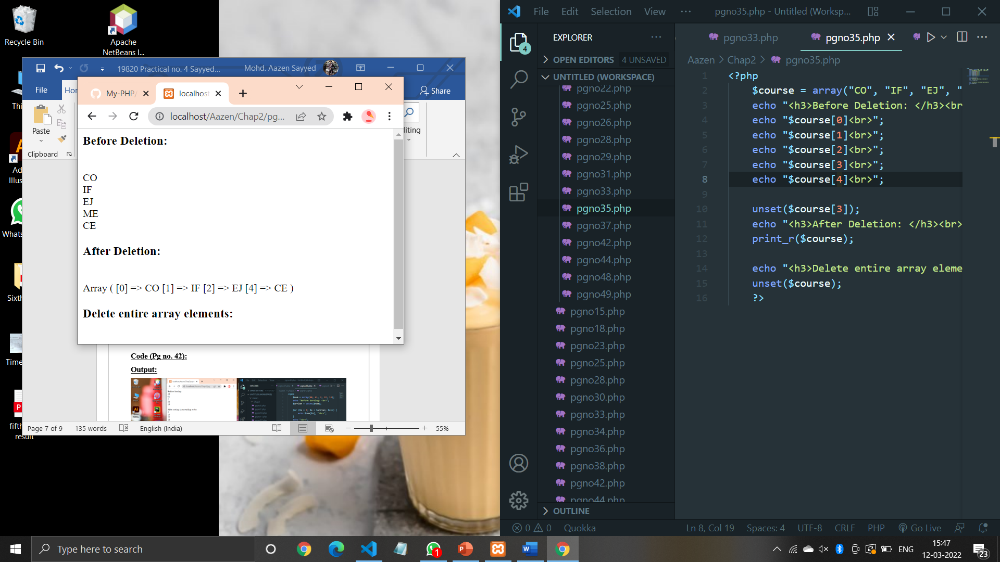 Recycle Bin
Apache
NetBeans I...
Ad
Illus
Whats
Sixth
Time
fifth
result
19820 Practical no. 4 Sayyed...
Mohd. Aazen Sayyed
File
Share
Paste
Clipboard
My-PHP/
localhost
localhost/Aazen/Chap2/pg...
Before Deletion:
CO
IF
EJ
ME
CE
After Deletion:
Array ( [0] => CO [1] => IF [2] => EJ [4] => CE )
Delete entire array elements:
Code (Pg no. 42):
Output:
Page 7 of 9
135 words
English (India)
55%
File Edit Selection View ···
pgno35.php - Untitled (Worksp...
EXPLORER
OPEN EDITORS 4 UNSAVED
UNTITLED (WORKSPACE)
4
pgno22.php
pgno25.php
pgno26.php
pgno28.php
pgno29.php
pgno31.php
pgno33.php
pgno35.php
pgno37.php
pgno42.php
pgno44.php
pgno48.php
pgno49.php
pgno15.php
pgno18.php
pgno23.php
pgno25.php
pgno28.php
pgno30.php
pgno33.php
pgno34.php
pgno36.php
pgno38.php
pgno42.php
pgno44.php
OUTLINE
pgno33.php
pgno35.php
Aazen > Chap2 > pgno35.php
1 <?php
2 $course = array("CO", "IF", "EJ", "
3 echo "<h3>Before Deletion: </h3><br
4 echo "$course[0]<br>";
5 echo "$course[1]<br>";
6 echo "$course[2]<br>";
7 echo "$course[3]<br>";
8 echo "$course[4]<br>";
9
10 unset($course[3]);
11 echo "<h3>After Deletion: </h3><br>
12 print_r($course);
13
14 echo "<h3>Delete entire array eleme
15 unset($course);
16 ?>
0 0 Quokka
Ln 8, Col 19 Spaces: 4 UTF-8 CRLF PHP Go Live
Type here to search
1
ENG
15:47
12-03-2022
23